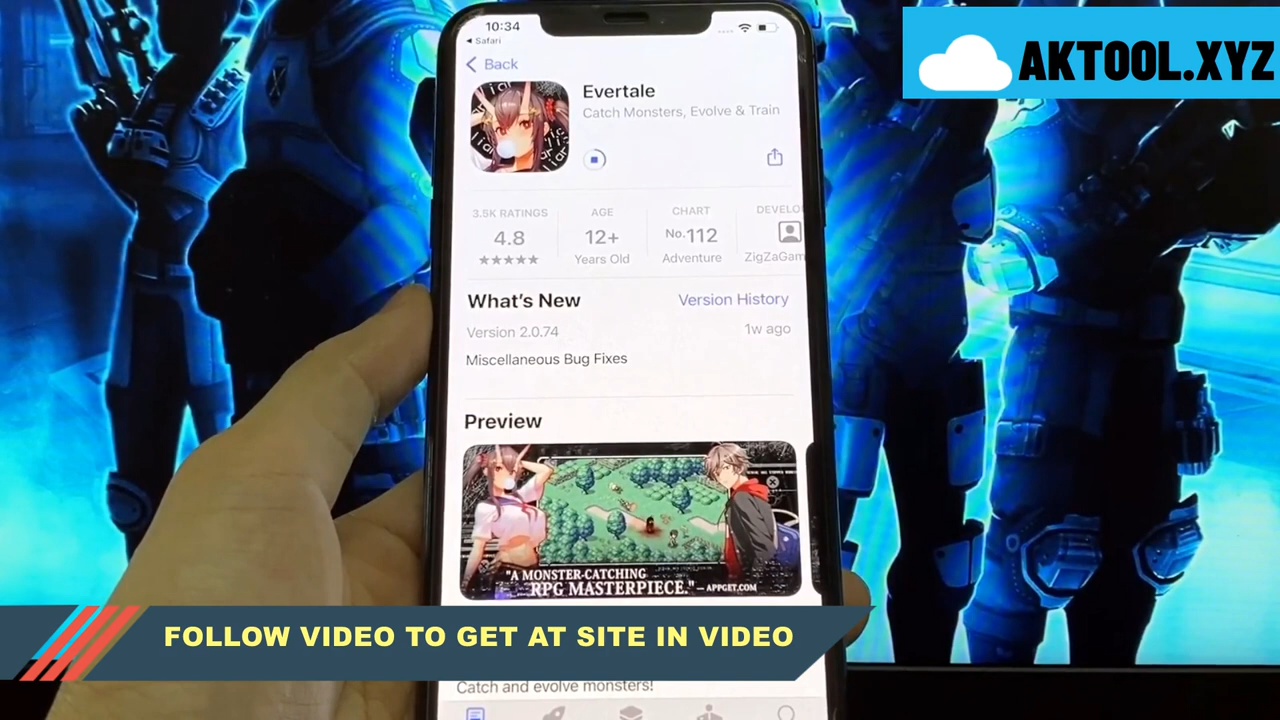 10:34
AKTOOL.XYZ
Safari
Back
Evertale
Catch Monsters, Evolve & Train
3.5K RATINGS
AGE
CHART
DEVELO
4.8
12+
No.112
★★★★★
Years Old
Adventure
ZigZaGam
What's New
Version History
Version 2.0.74
1w ago
Miscellaneous Bug Fixes
Preview
"A MONSTER-CATCHING
RPG MASTERPIECE." — APPGET.COM
FOLLOW VIDEO TO GET AT SITE IN VIDEO
Catch and evolve monsters!